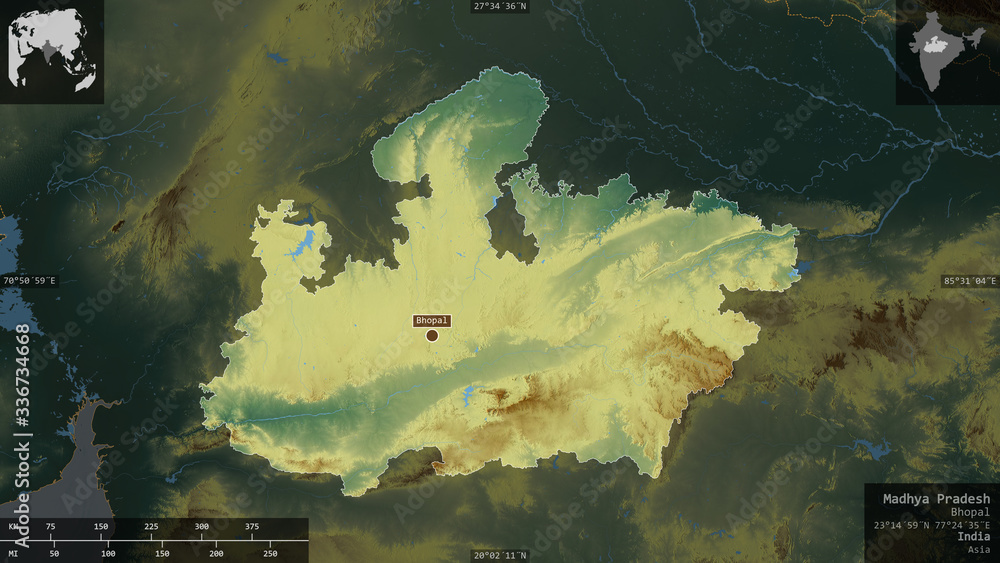 27°34´36˝N
70°50´59˝E
85°31´04˝E
Bhopal
Madhya Pradesh
Bhopal
23°14´59˝N 77°24´35˝E
India
Asia
KM 75 150 225 300 375
MI 50 100 150 200 250
20°02´11˝N
Adobe Stock | #336734668
Adobe Stock